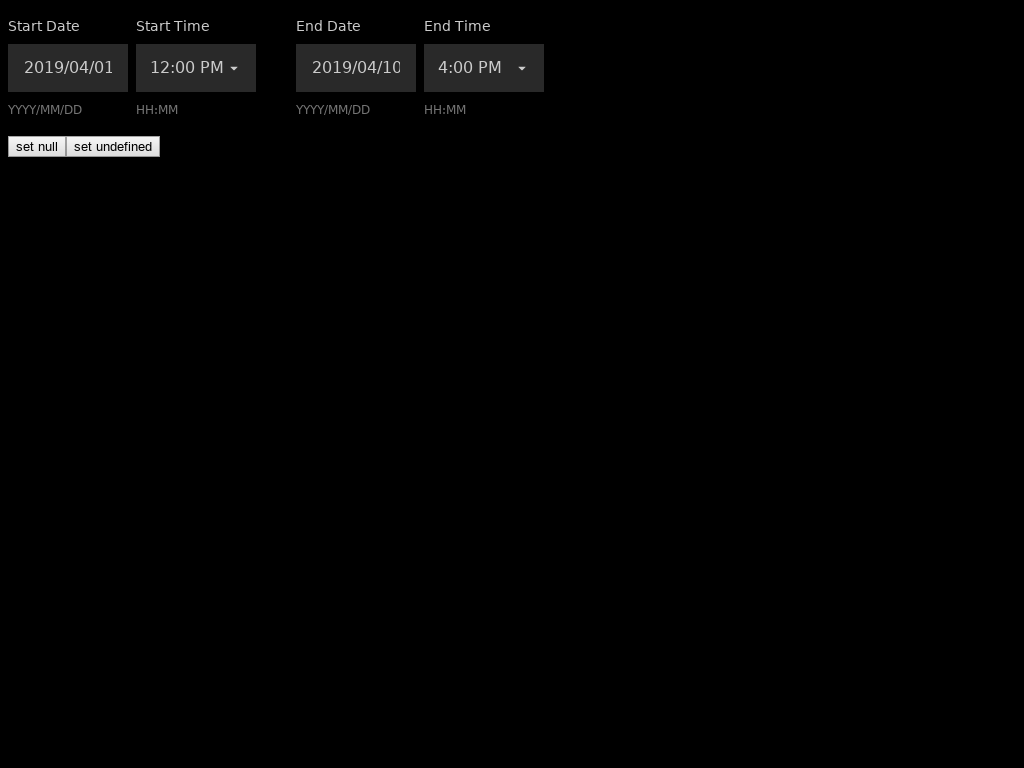 Start Date Start Time End Date End Time
2019/04/01 12:00 PM 2019/04/10 4:00 PM
YYYY/MM/DD HH:MM YYYY/MM/DD HH:MM
set null set undefined